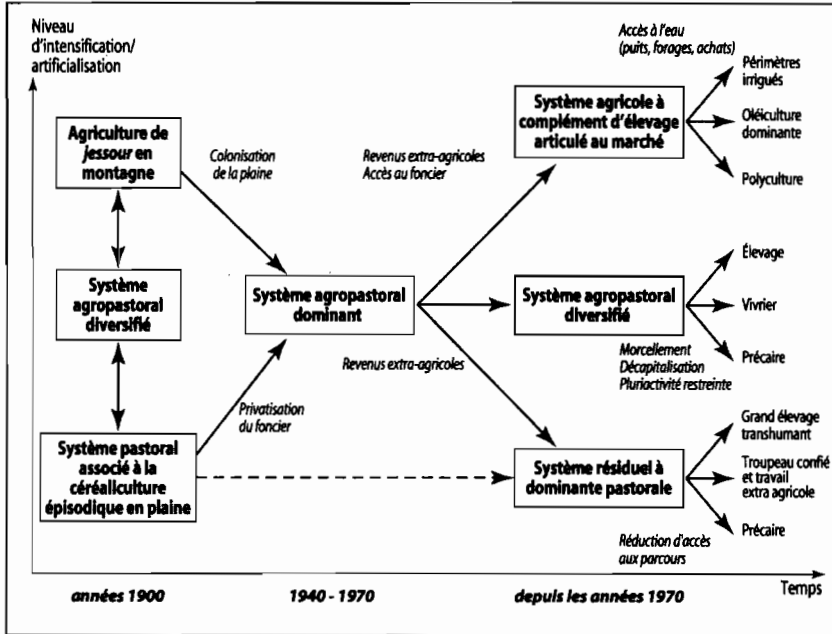 Niveau
d'intensification/
artificialisation
Agriculture de
jessour en
montagne
Système
agropastoral
diversifié
Système pastoral
associé à la
céréaliculture
épisodique en plaine
Colonisation
de la plaine
Privatisation
du foncier
Système agropastoral
dominant
Revenus extra-agricoles
Accès au foncier
Revenus extra-agricoles
Accès à l'eau
(puits, forages, achats)
Système agricole à
complément d'élevage
articulé au marché
Périmètres
irrigués
Oléiculture
dominante
Polyculture
Système agropastoral
diversifié
Élevage
Vivrier
Précaire
Morcellement
Décapitalisation
Pluriactivité restreinte
Système résiduel à
dominante pastorale
Grand élevage
transhumant
Troupeau confié
et travail
extra agricole
Précaire
Réduction d'accès
aux parcours
années 1900
1940 - 1970
depuis les années 1970
Temps